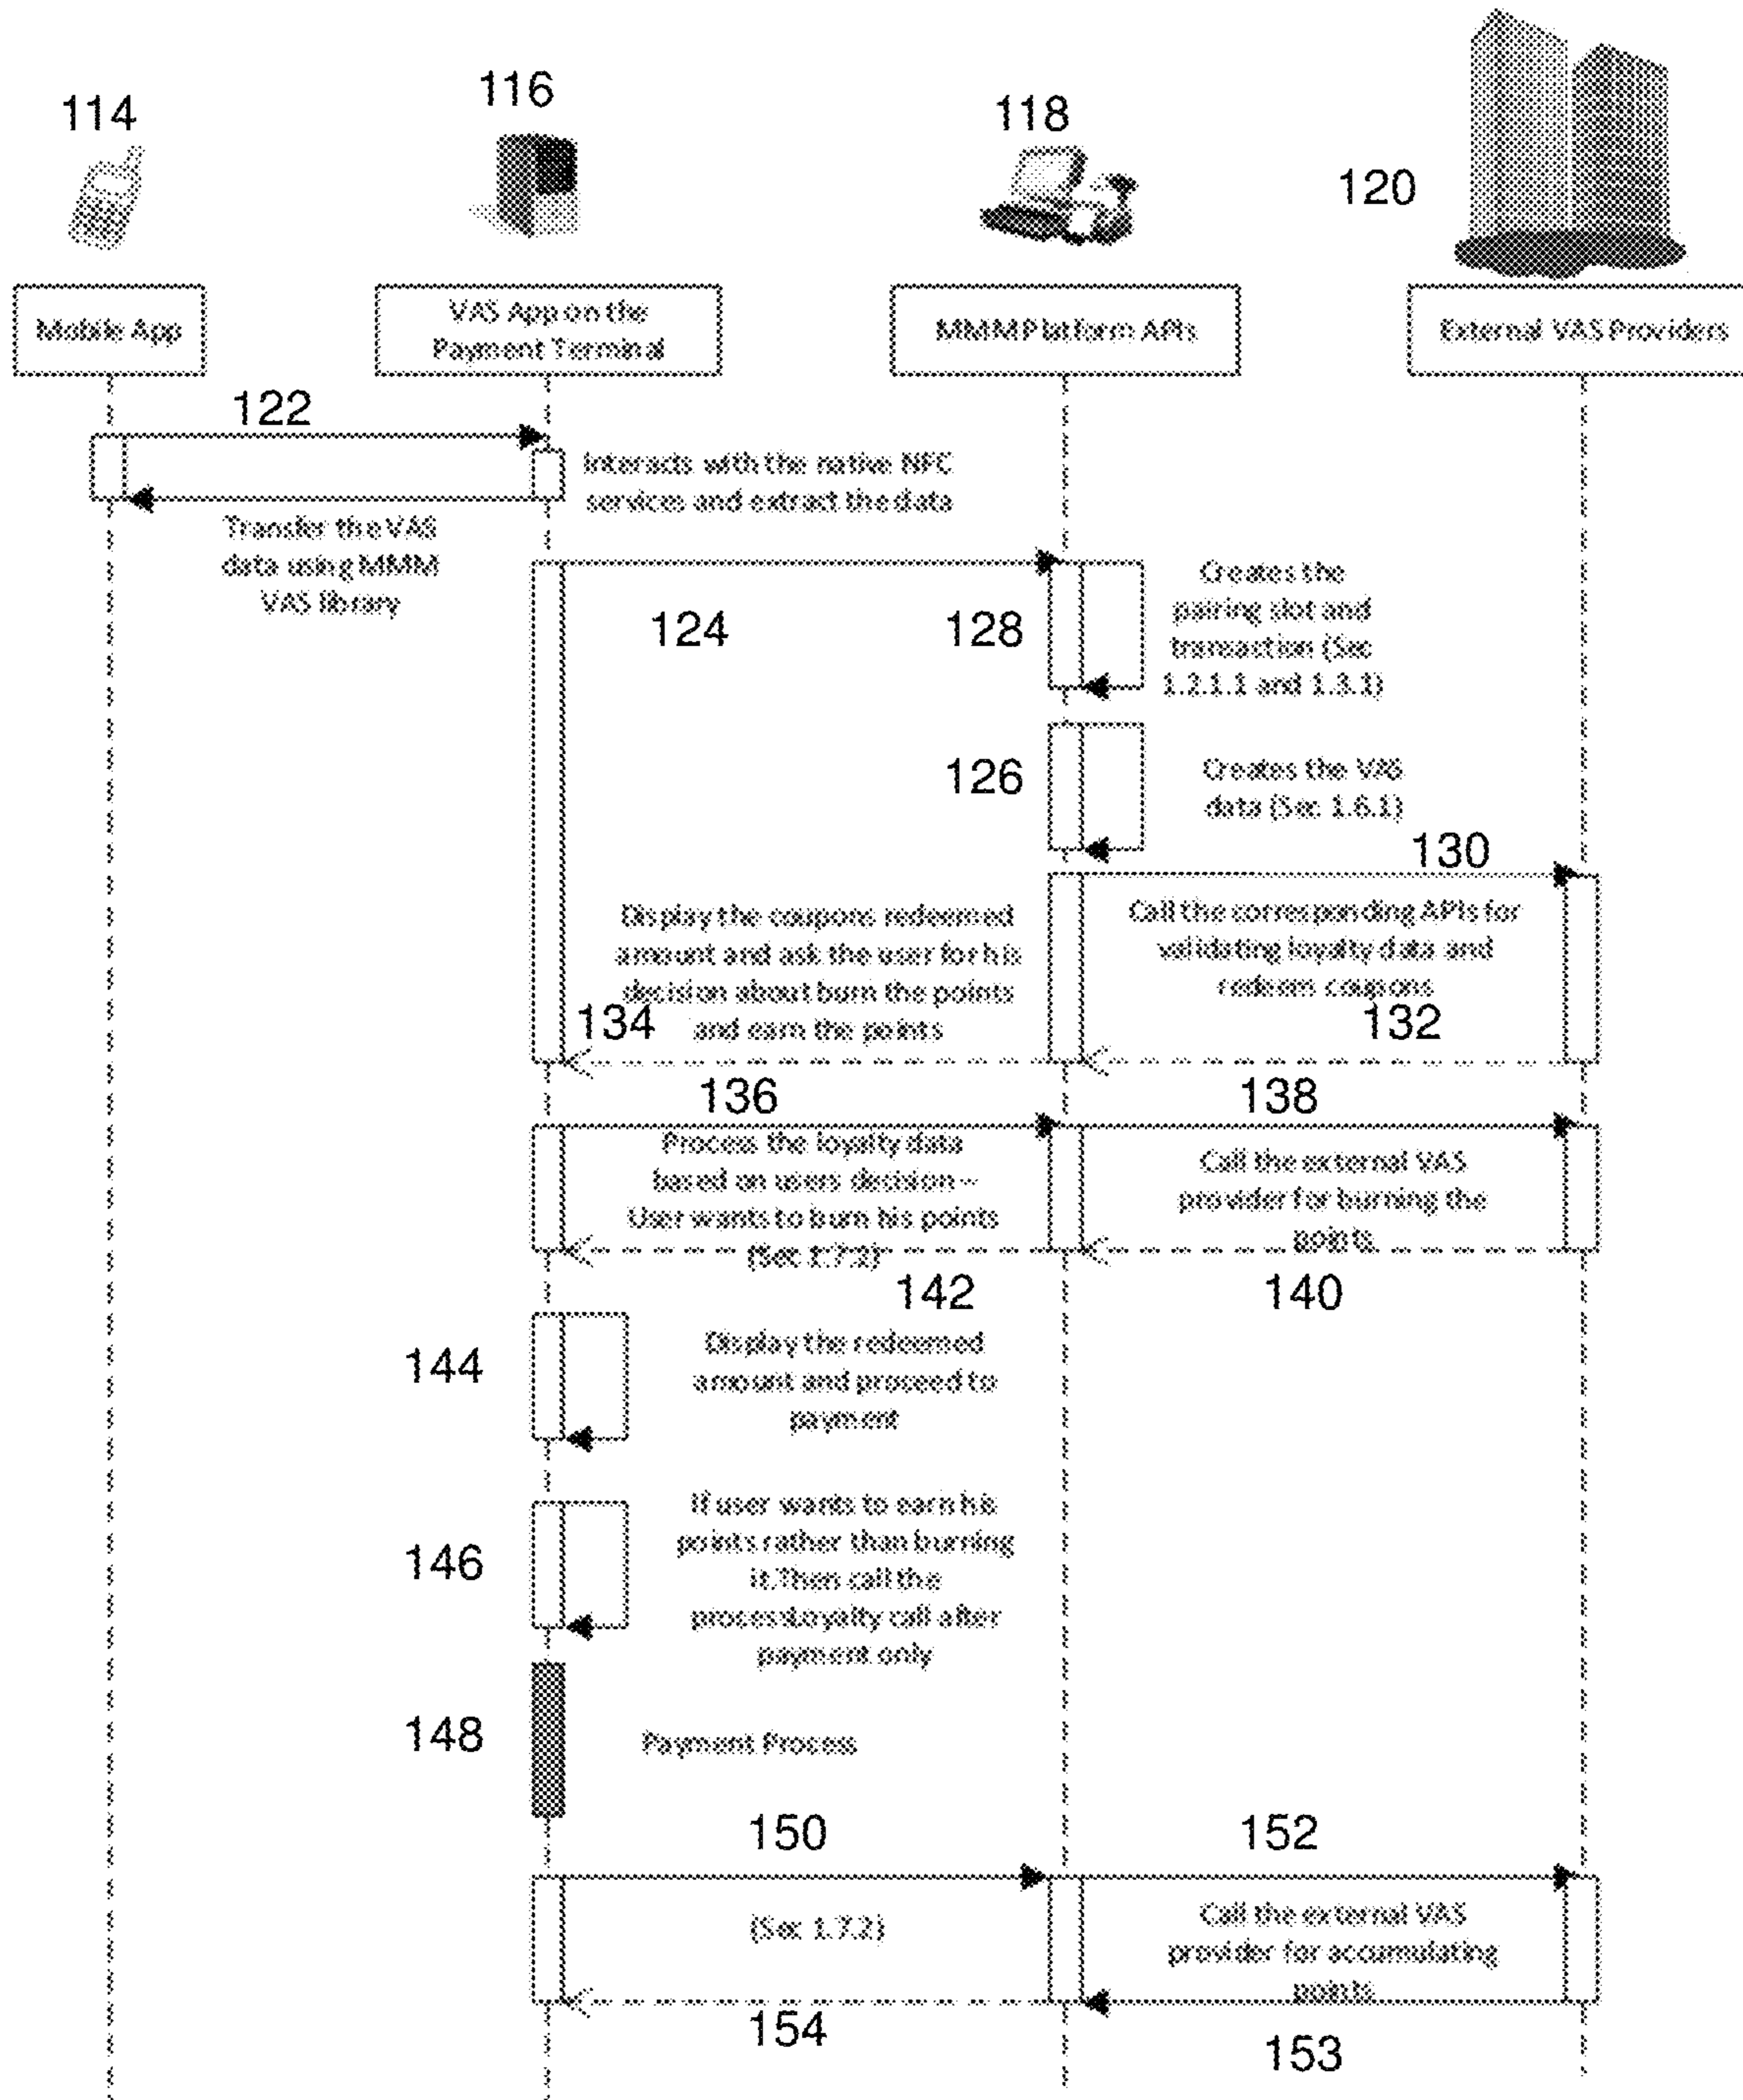 114
116
118
120
Mobile App
VAS App on the
Payment Terminal
MMM Platform APIs
External VAS Providers
122
Interacts with the native NFC
services and extract the data
Transfer the VAS
data using MMM
VAS library
124
128
Creates the
pairing slot and
transaction (Sec
1.2.1.1 and 1.3.1)
126
Creates the VAS
data (Sec 1.6.1)
130
Display the coupons redeemed
amount and ask the user for his
decision about burn the points
and earn the points
134
Call the corresponding APIs for
validating loyalty data and
redeem coupons
132
136
138
Process the loyalty data
based on users decision –
User wants to burn his points
(Sec 1.7.2)
Call the external VAS
provider for burning the
points
142
140
144
Display the redeemed
amount and proceed to
payment
146
If user wants to earn his
points rather than burning
it.Then call the
processLoyalty call after
payment only
148
Payment Process
150
152
(Sec 1.7.2)
Call the external VAS
provider for accumulating
points
154
153